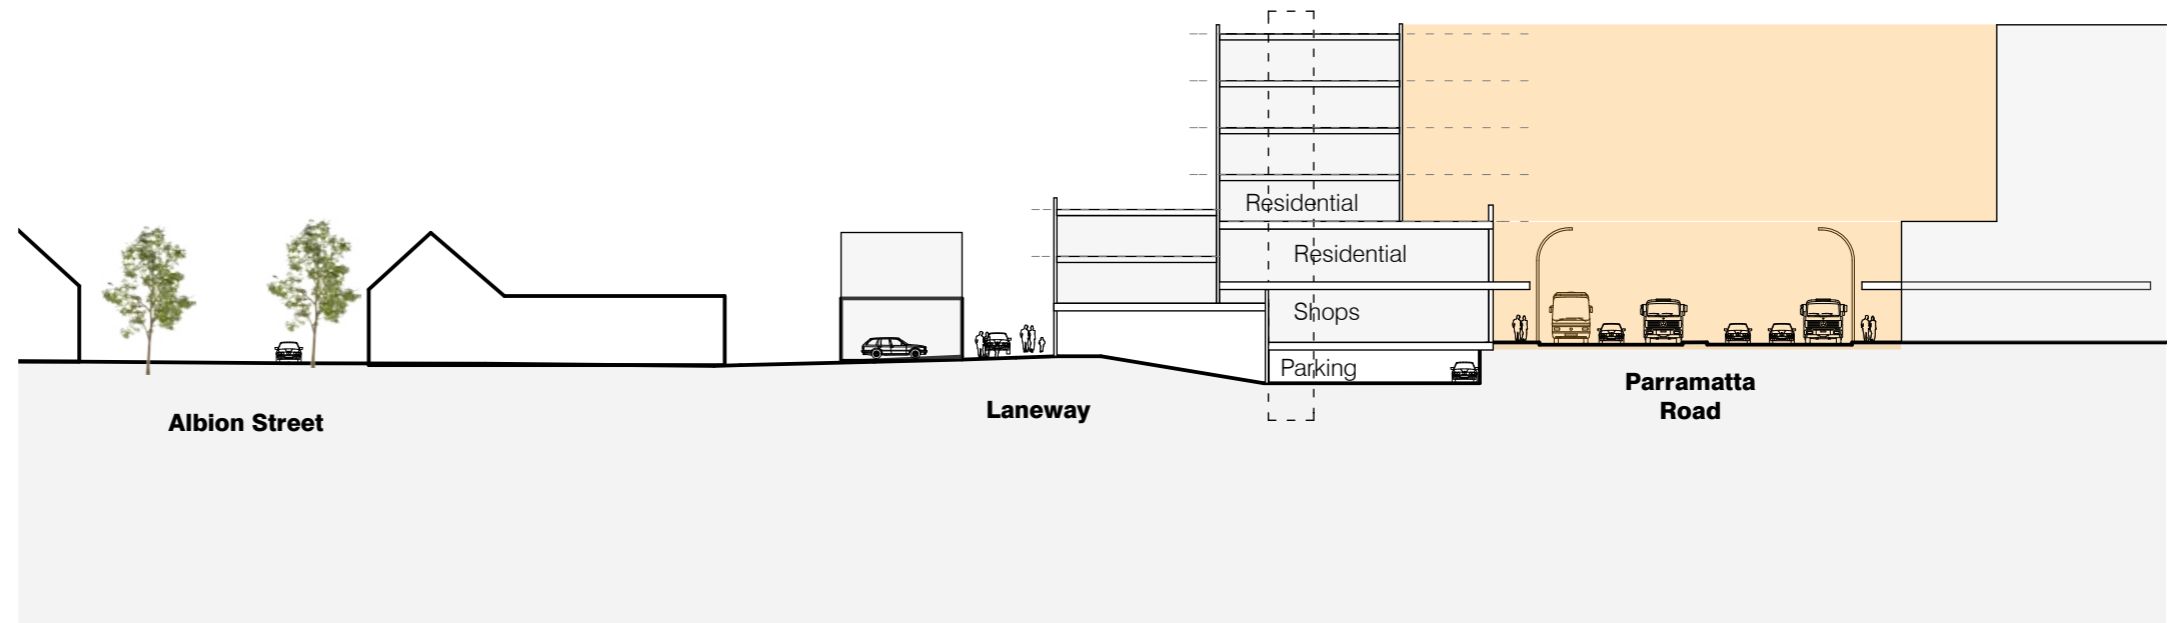 Residential
Residential
Shops
Parking
Albion Street
Laneway
Parramatta
Road